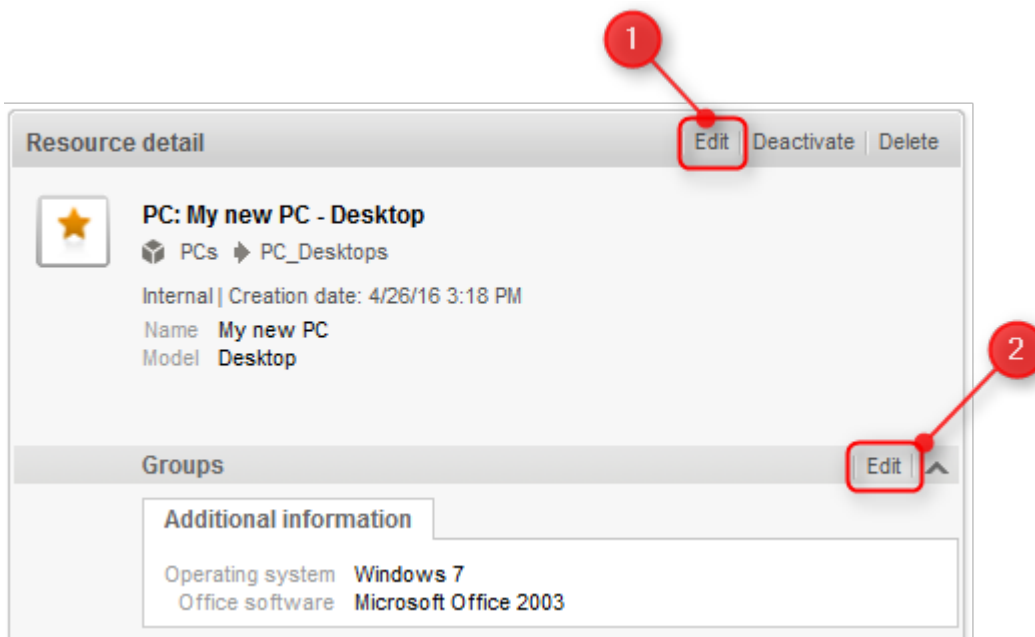 1
Resource detail Edit Deactivate Delete
PC: My new PC - Desktop
PCs PC_Desktops
Internal | Creation date: 4/26/16 3:18 PM
Name My new PC
Model Desktop
2
Groups Edit
Additional information
Operating system Windows 7
Office software Microsoft Office 2003